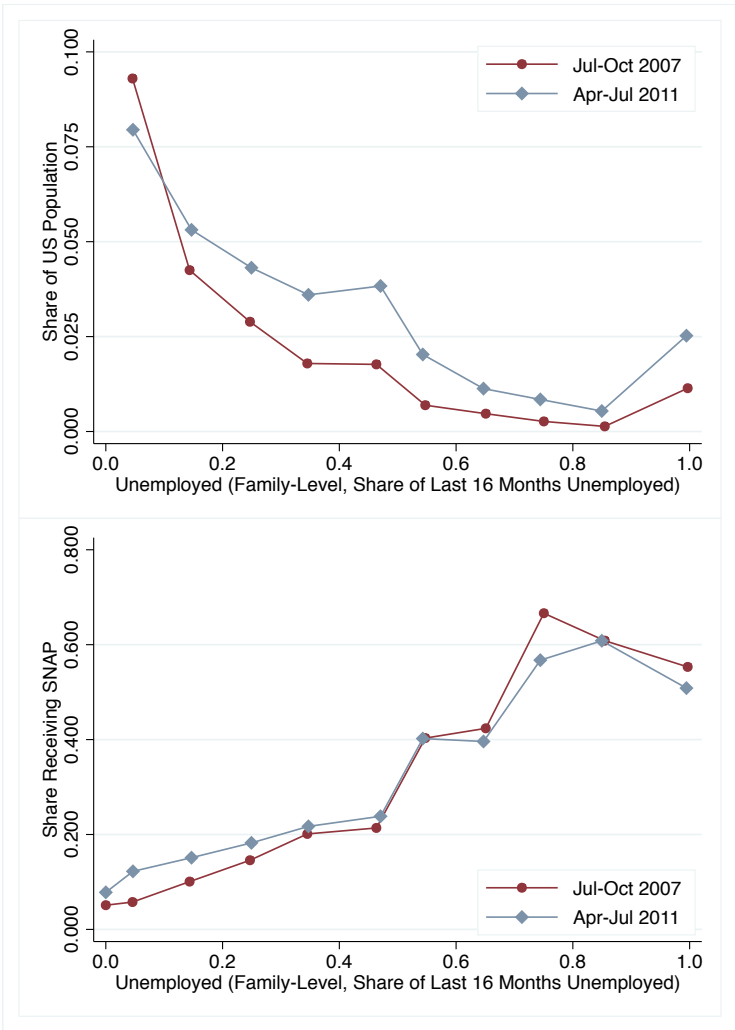 0.100
0.075
0.050
0.025
0.000
Share of US Population
Jul-Oct 2007
Apr-Jul 2011
0.0 0.2 0.4 0.6 0.8 1.0
Unemployed (Family-Level, Share of Last 16 Months Unemployed)
0.800
0.600
0.400
0.200
0.000
Share Receiving SNAP
Jul-Oct 2007
Apr-Jul 2011
0.0 0.2 0.4 0.6 0.8 1.0
Unemployed (Family-Level, Share of Last 16 Months Unemployed)